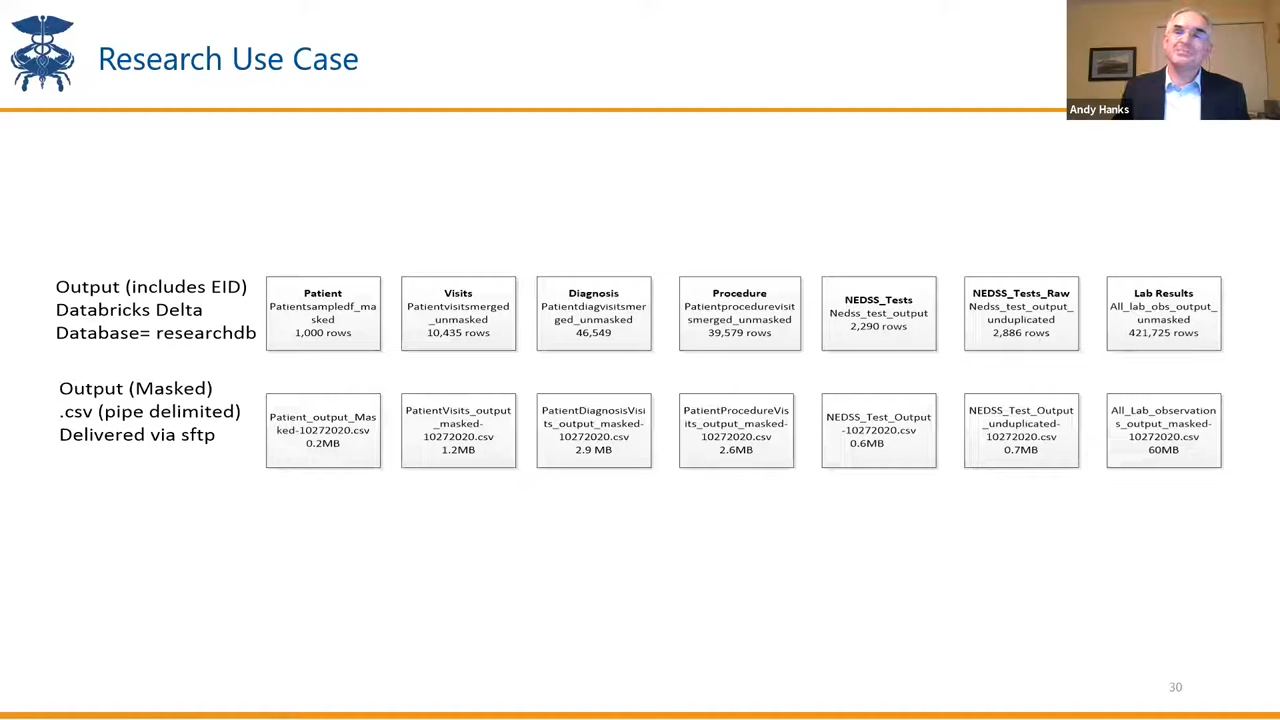 Research Use Case
Andy Hanks
Output (includes EID)
Databricks Delta
Database= researchdb
Patient
Patientsampledf_ma
sked
1,000 rows
Visits
Patientvisitsmerged
_unmasked
10,435 rows
Diagnosis
Patientdiagvisitsmer
ged_unmasked
46,549
Procedure
Patientprocedurevisit
smerged_unmasked
39,579 rows
NEDSS_Tests
Nedss_test_output
2,290 rows
NEDSS_Tests_Raw
Nedss_test_output_
unduplicated
2,886 rows
Lab Results
All_lab_obs_output_
unmasked
421,725 rows
Output (Masked)
.csv (pipe delimited)
Delivered via sftp
Patient_output_Mas
ked-10272020.csv
0.2MB
PatientVisits_output
_masked-
10272020.csv
1.2MB
PatientDiagnosisVisi
ts_output_masked-
10272020.csv
2.9 MB
PatientProcedureVis
its_output_masked-
10272020.csv
2.6MB
NEDSS_Test_Output
-10272020.csv
0.6MB
NEDSS_Test_Output
_unduplicated-
10272020.csv
0.7MB
All_Lab_observation
s_output_masked-
10272020.csv
60MB
30